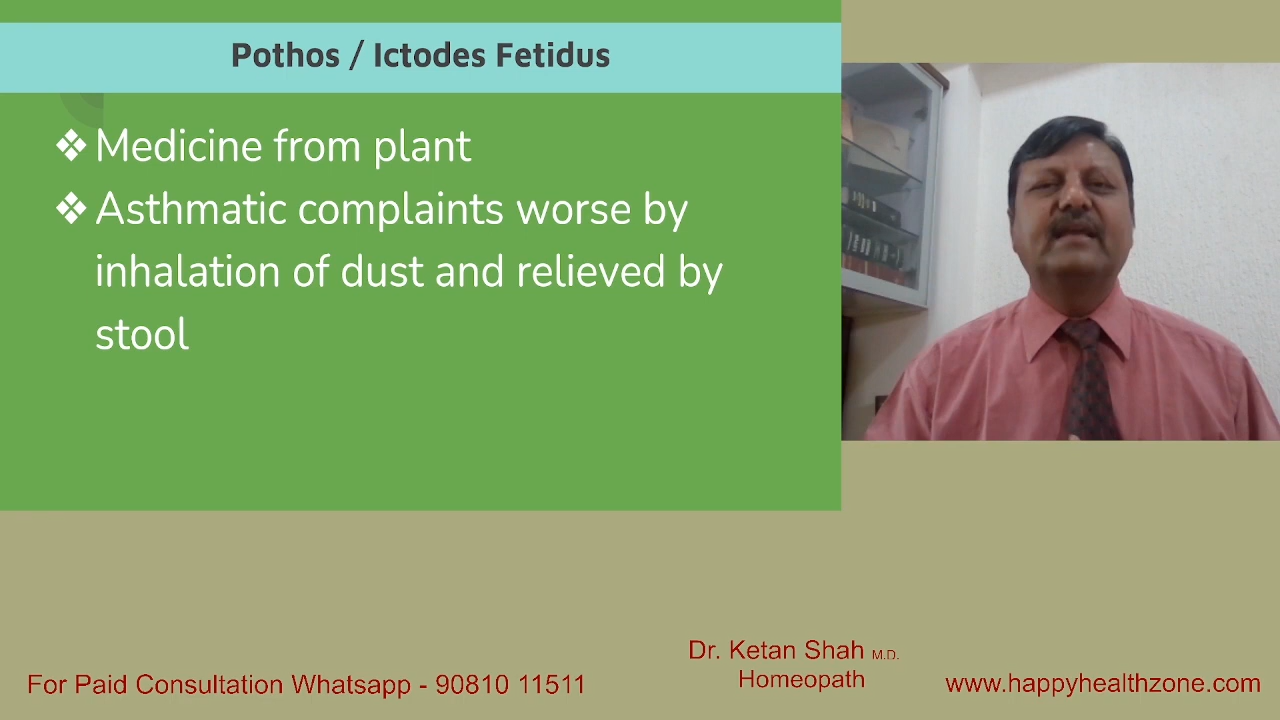 Pothos / Ictodes Fetidus
❖ Medicine from plant
❖ Asthmatic complaints worse by
inhalation of dust and relieved by
stool
Dr. Ketan Shah M.D.
Homeopath
For Paid Consultation Whatsapp - 90810 11511
www.happyhealthzone.com